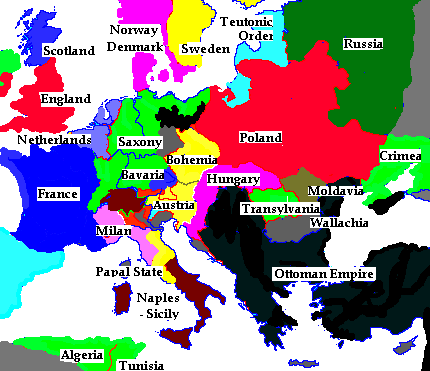 Norway
Denmark
Sweden
Teutonic
Order
Russia
Scotland
England
Netherlands
Saxony
Poland
Bohemia
Crimea
Bavaria
France
Hungary
Moldavia
Austria
Transylvania
Wallachia
Milan
Papal State
Ottoman Empire
Naples
- Sicily
Algeria
Tunisia